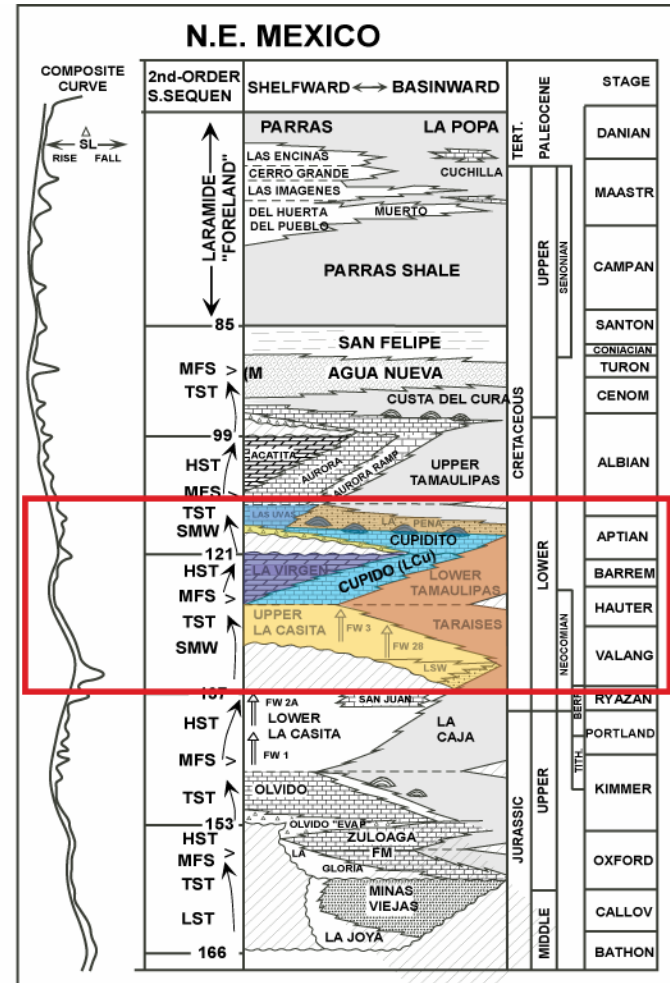 N.E. MEXICO
COMPOSITE
CURVE
2nd-ORDER
S.SEQUEN
SHELFWARD ↔ BASINWARD
STAGE
Δ
SL
RISE FALL
LARAMIDE
"FORELAND"
PARRAS LA POPA
LAS ENCINAS
CERRO GRANDE CUCHILLA
LAS IMAGENES
DEL HUERTA MUERTO
DEL PUEBLO
PARRAS SHALE
85
SAN FELIPE
MFS > (M AGUA NUEVA
TST
CUSTA DEL CURA
99
ACATITA
AURORA
AURORA RAMP
UPPER
TAMAULIPAS
HST
MFS
TST LAS UVAS LA PENA
SMW
CUPIDITO
121
HST LA VIRGEN
CUPIDO (LCu)
LOWER
TAMAULIPAS
MFS >
TST UPPER
LA CASITA
FW 3
FW 28
TARAISES
SMW
LSW
SAN JUAN
FW 2A
HST LOWER
LA CASITA
LA
CAJA
MFS > FW 1
TST OLVIDO
153
OLVIDO "EVAP
HST ZULOAGA
MFS > LA FM
TST GLORIA
MINAS
VIEJAS
LST
LA JOYA
166
TERT.
PALEOCENE
CRETACEOUS
UPPER
SENONIAN
LOWER
NEOCOMIAN
BERR
TITH.
JURASSIC
UPPER
MIDDLE
DANIAN
MAASTR
CAMPAN
SANTON
CONIACIAN
TURON
CENOM
ALBIAN
APTIAN
BARREM
HAUTER
VALANG
RYAZAN
PORTLAND
KIMMER
OXFORD
CALLOV
BATHON